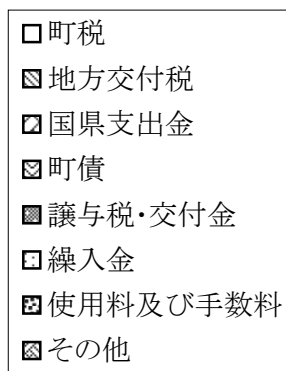 町税
地方交付税
国県支出金
町債
譲与税・交付金
繰入金
使用料及び手数料
その他